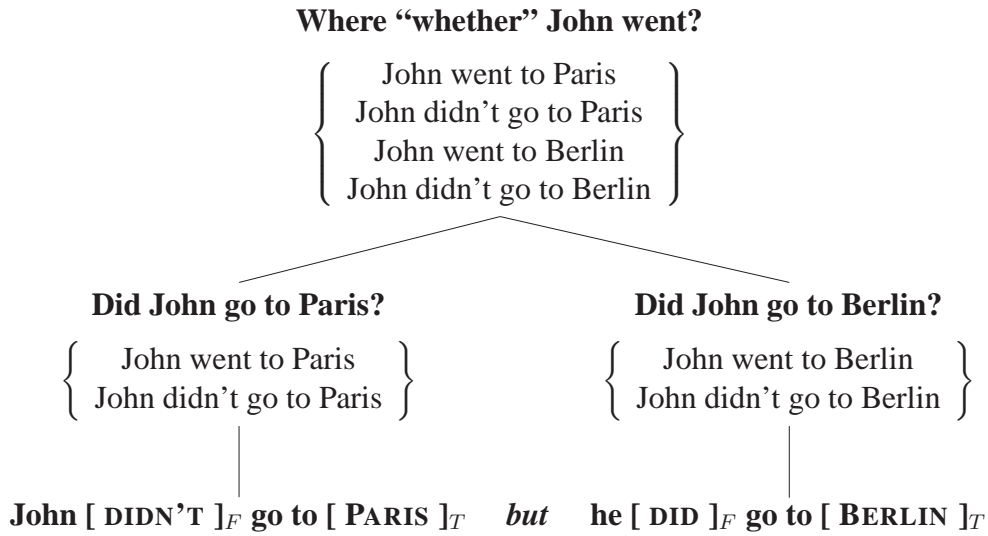 Where “whether” John went?
John went to Paris
John didn’t go to Paris
John went to Berlin
John didn’t go to Berlin
Did John go to Paris? Did John go to Berlin?
John went to Paris John went to Berlin
John didn’t go to Paris John didn’t go to Berlin
John [ DIDN’T ]F go to [ PARIS ]T but he [ DID ]F go to [ BERLIN ]T